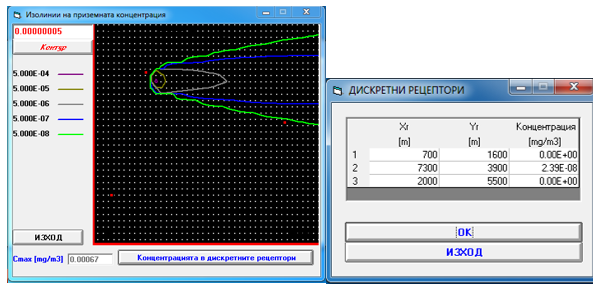 Изолинии на приземната концентрация
0.00000005
Контур
5.000E-04
5.000E-05
5.000E-06
5.000E-07
5.000E-08
ИЗХОД
Cmax [mg/m3] 0.00067
Концентрацията в дискретните рецептори
ДИСКРЕТНИ РЕЦЕПТОРИ
Xr Yr Концентрация
[m] [m] [mg/m3]
1 700 1600 0.00E+00
2 7300 3900 2.39E-08
3 2000 5500 0.00E+00
OK
ИЗХОД